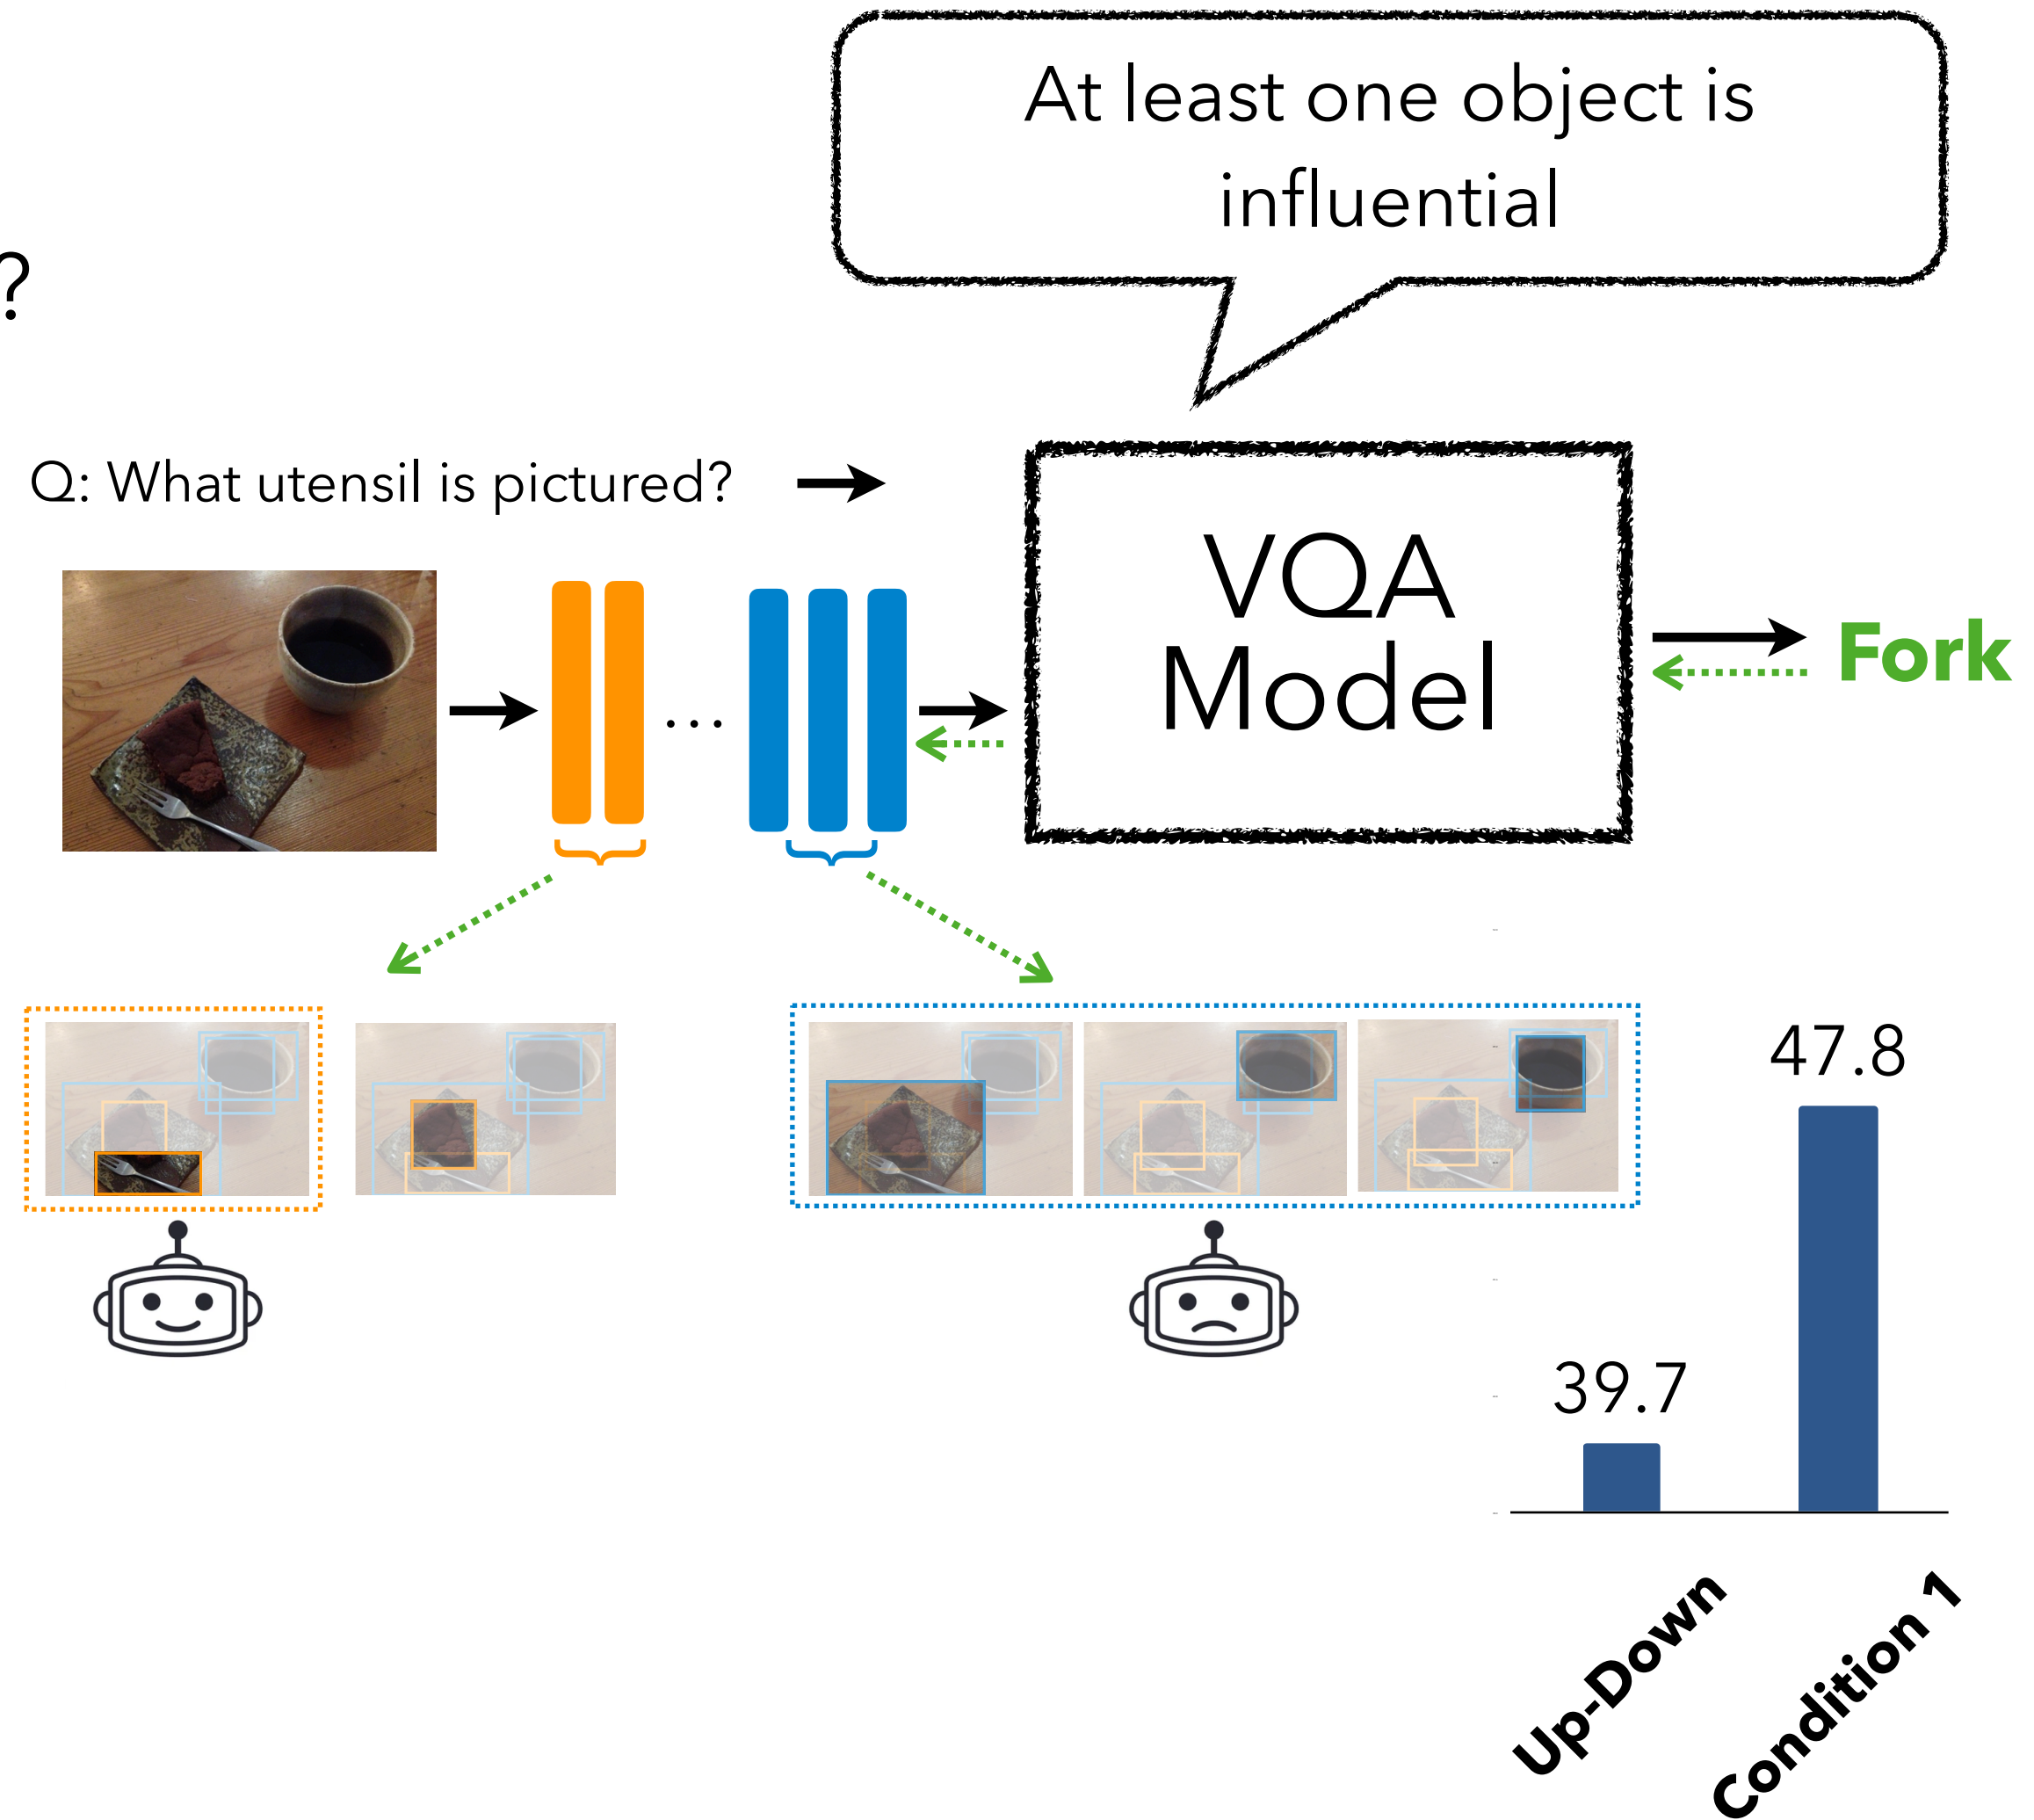 At least one object is
influential
?
Q: What utensil is pictured?
VQA
Model
Fork
...
47.8
39.7
Up-Down
Condition 1